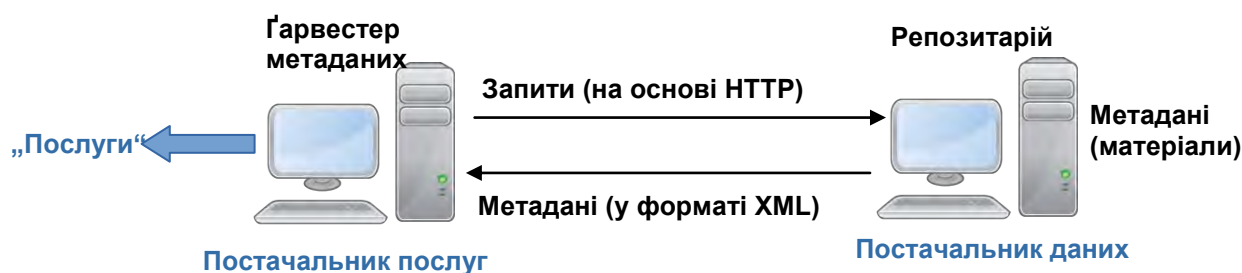 Ґарвестер
метаданих
Репозитарій
Запити (на основі HTTP)
„Послуги“
Метадані
(матеріали)
Метадані (у форматі XML)
Постачальник послуг
Постачальник даних